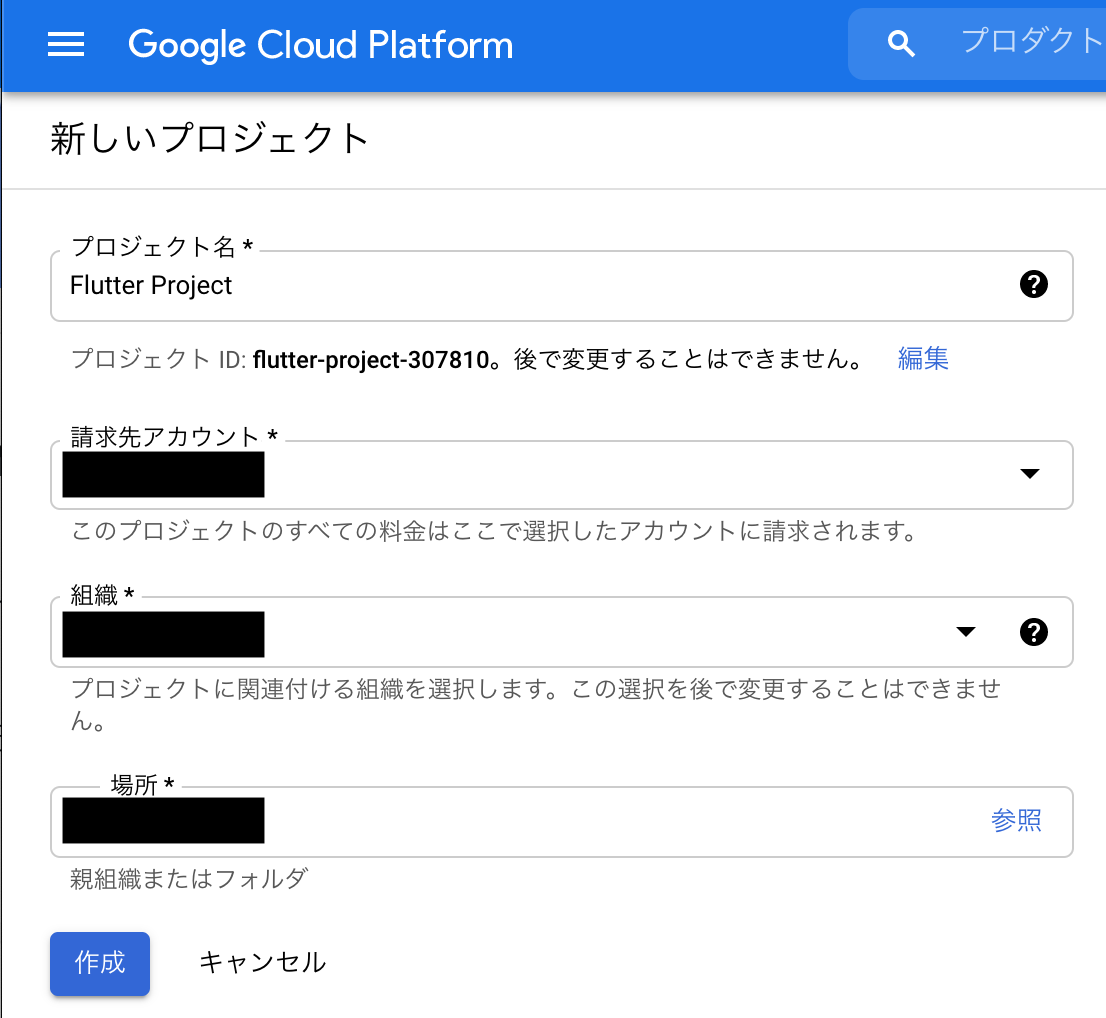 Google Cloud Platform
プロダクト
新しいプロジェクト
プロジェクト名 *
Flutter Project
プロジェクト ID: flutter-project-307810。後で変更することはできません。 編集
請求先アカウント *
このプロジェクトのすべての料金はここで選択したアカウントに請求されます。
組織 *
プロジェクトに関連付ける組織を選択します。この選択を後で変更することはできませ
ん。
場所 *
参照
親組織またはフォルダ
作成 キャンセル